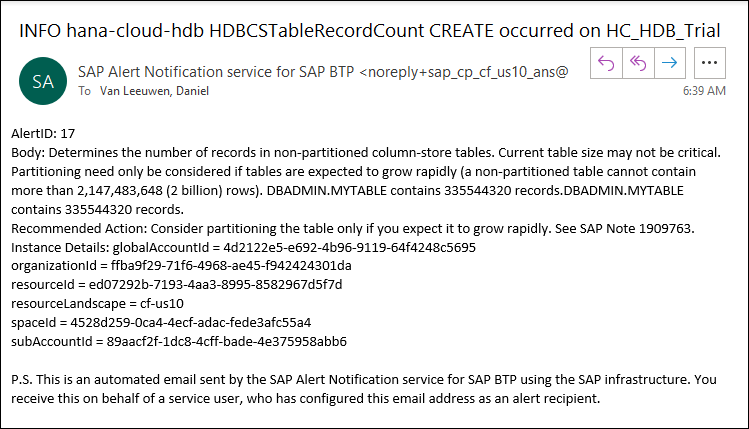 INFO hana-cloud-hdb HDBCSTableRecordCount CREATE occurred on HC_HDB_Trial
SA
SAP Alert Notification service for SAP BTP <noreply+sap_cp_cf_us10_ans@
To Van Leeuwen, Daniel
6:39 AM
AlertID: 17
Body: Determines the number of records in non-partitioned column-store tables. Current table size may not be critical.
Partitioning need only be considered if tables are expected to grow rapidly (a non-partitioned table cannot contain
more than 2,147,483,648 (2 billion) rows). DBADMIN.MYTABLE contains 335544320 records.DBADMIN.MYTABLE
contains 335544320 records.
Recommended Action: Consider partitioning the table only if you expect it to grow rapidly. See SAP Note 1909763.
Instance Details: globalAccountId = 4d2122e5-e692-4b96-9119-64f4248c5695
organizationId = ffba9f29-71f6-4968-ae45-f942424301da
resourceId = ed07292b-7193-4aa3-8995-8582967d5f7d
resourceLandscape = cf-us10
spaceId = 4528d259-0ca4-4ecf-adac-fede3afc55a4
subAccountId = 89aacf2f-1dc8-4cff-bade-4e375958abb6
P.S. This is an automated email sent by the SAP Alert Notification service for SAP BTP using the SAP infrastructure. You
receive this on behalf of a service user, who has configured this email address as an alert recipient.